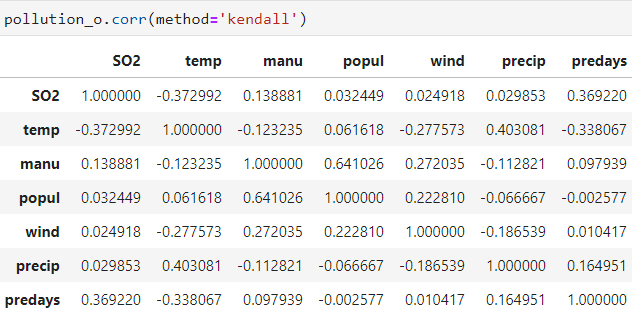 pollution_o.corr(method='kendall')
SO2 temp manu popul wind precip predays
SO2 1.000000 -0.372992 0.138881 0.032449 0.024918 0.029853 0.369220
temp -0.372992 1.000000 -0.123235 0.061618 -0.277573 0.403081 -0.338067
manu 0.138881 -0.123235 1.000000 0.641026 0.272035 -0.112821 0.097939
popul 0.032449 0.061618 0.641026 1.000000 0.222810 -0.066667 -0.002577
wind 0.024918 -0.277573 0.272035 0.222810 1.000000 -0.186539 0.010417
precip 0.029853 0.403081 -0.112821 -0.066667 -0.186539 1.000000 0.164951
predays 0.369220 -0.338067 0.097939 -0.002577 0.010417 0.164951 1.000000